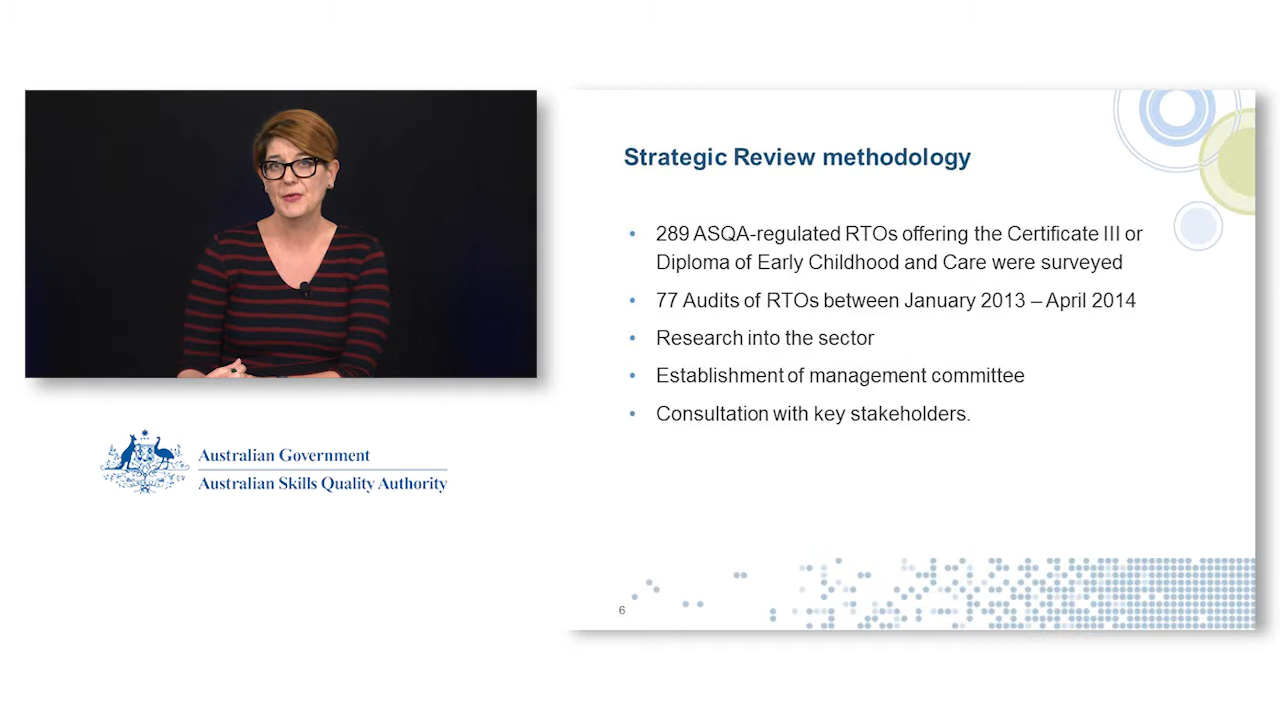 Strategic Review methodology
• 289 ASQA-regulated RTOs offering the Certificate III or
Diploma of Early Childhood and Care were surveyed
• 77 Audits of RTOs between January 2013 – April 2014
• Research into the sector
• Establishment of management committee
• Consultation with key stakeholders.
Australian Government
Australian Skills Quality Authority
6